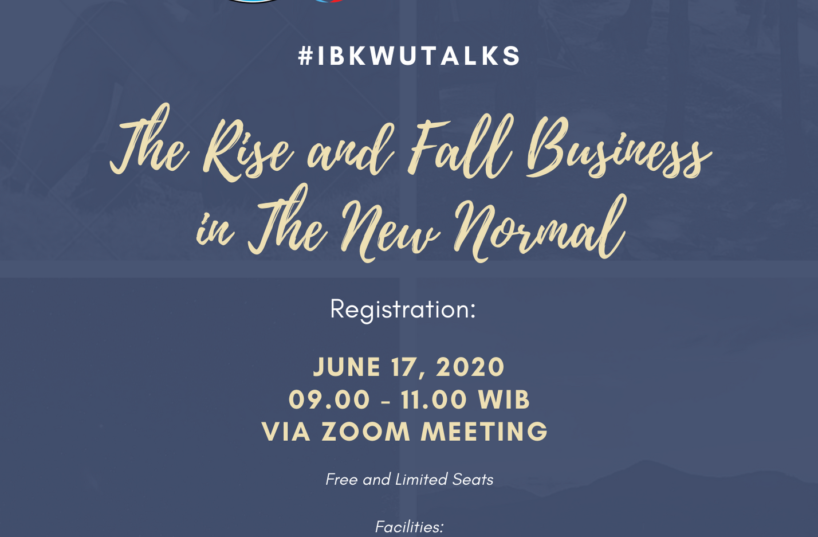 #IBKWUTALKS
The Rise and Fall Business
in The New Normal
Registration:
JUNE 17, 2020
09.00 - 11.00 WIB
VIA ZOOM MEETING
Free and Limited Seats
Facilities: